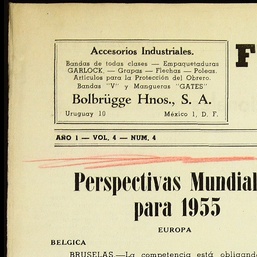 Accesorios Industriales.
Bandas de todas clases — Empaquetaduras
GARLOCK. — Grapas — Flechas — Poleas.
Artículos para la Protección del Obrero.
Bandas "V" y Mangueras "GATES"
Bolbrügge Hnos., S. A.
Uruguay 10 México 1, D. F.
F
AÑO 1 — VOL. 4 — NUM. 4
Perspectivas Mundial
para 1955
EUROPA
BELGICA
BRUSELAS.—La competencia está obligando